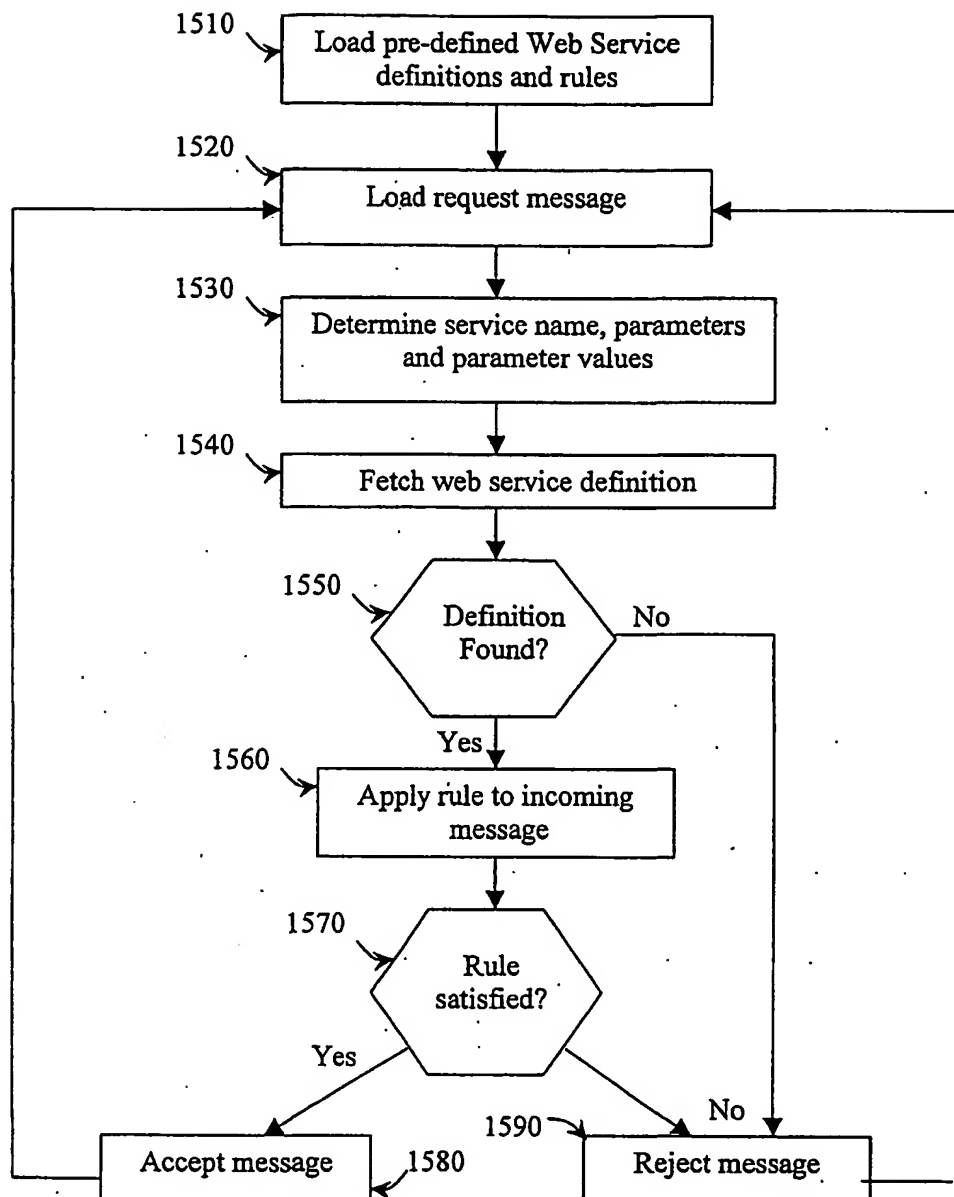 1510
Load pre-defined Web Service
definitions and rules
1520
Load request message
1530
Determine service name, parameters
and parameter values
1540
Fetch web service definition
1550
Definition
Found?
No
Yes
1560
Apply rule to incoming
message
1570
Rule
satisfied?
Yes
No
1590
Accept message
1580
Reject message